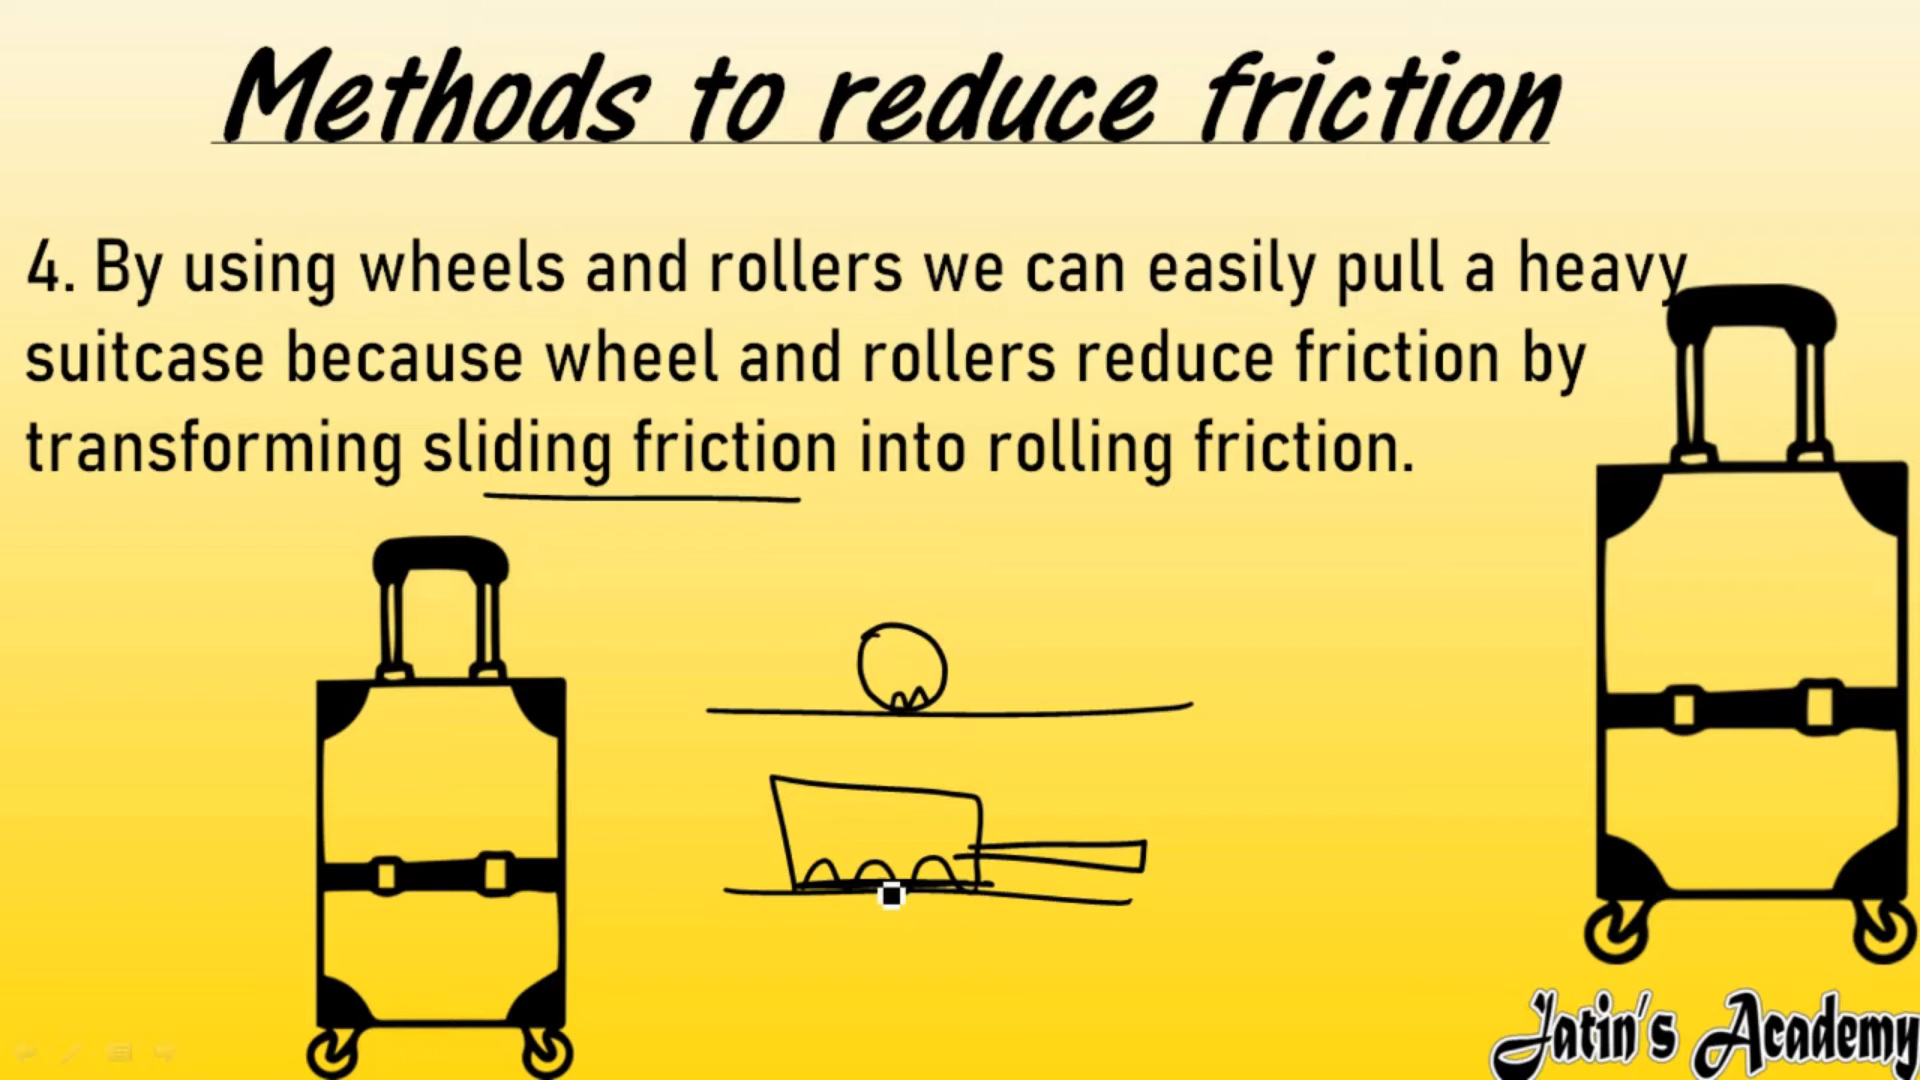 Methods to reduce friction
4. By using wheels and rollers we can easily pull a heavy
suitcase because wheel and rollers reduce friction by
transforming sliding friction into rolling friction.
Jatin's Academy